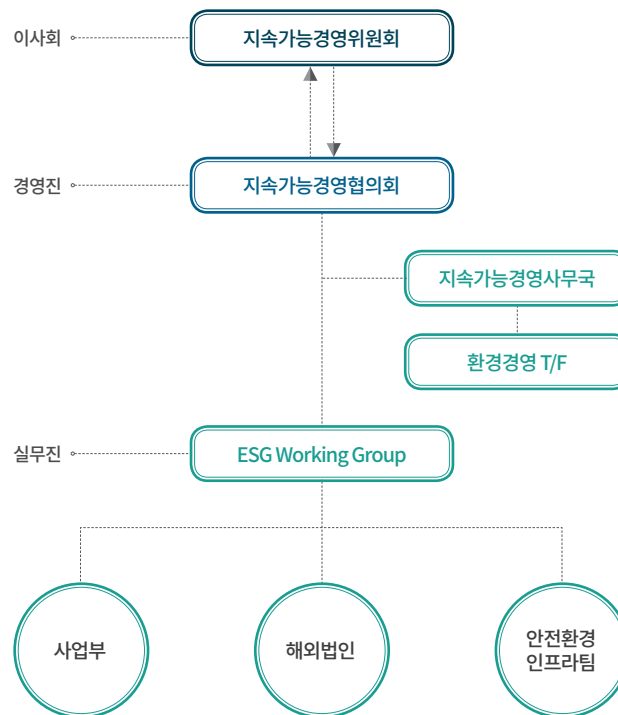 이사회
지속가능경영위원회
경영진
지속가능경영협의회
지속가능경영사무국
환경경영 T/F
실무진
ESG Working Group
사업부
해외법인
안전환경
인프라팀